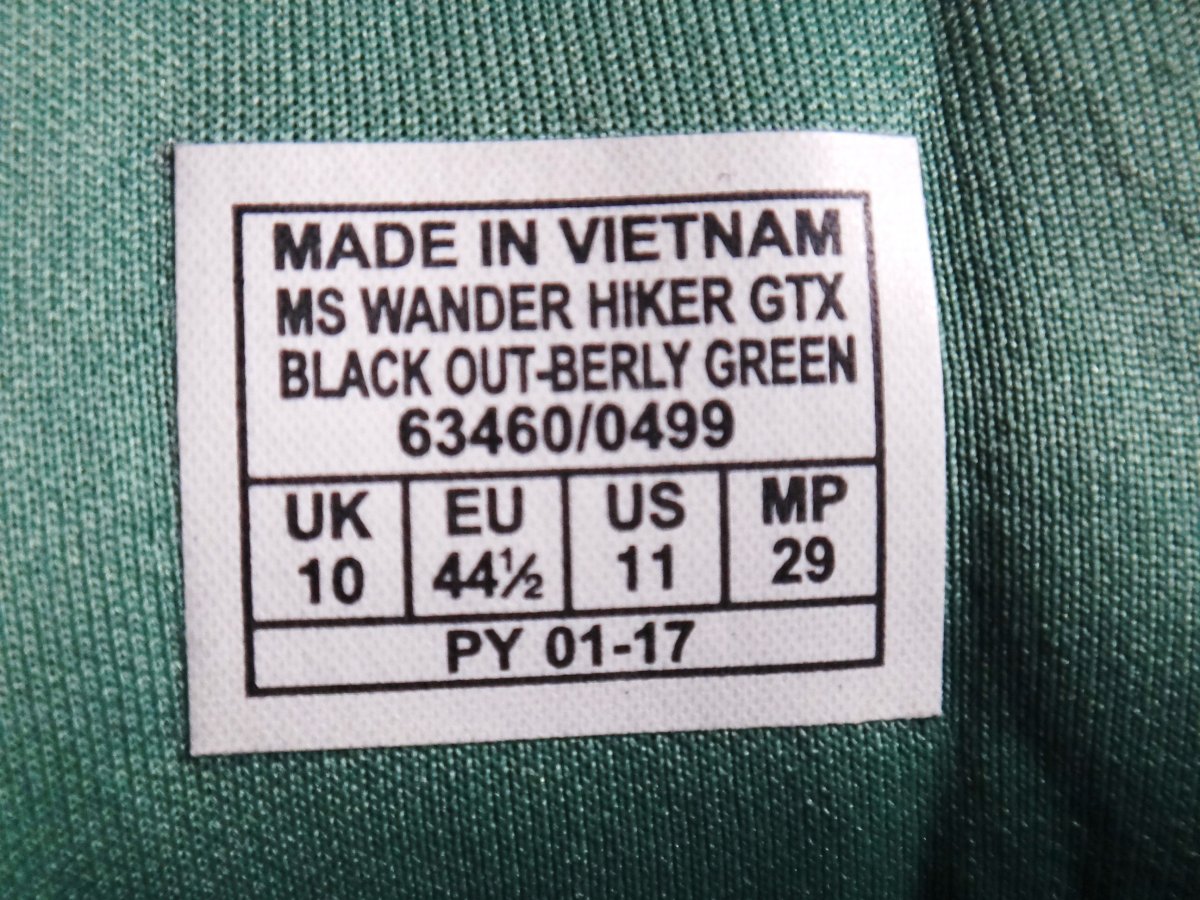 MADE IN VIETNAM
MS WANDER HIKER GTX
BLACK OUT-BERLY GREEN
63460/0499
UK EU US MP
10 44½ 11 29
PY 01-17